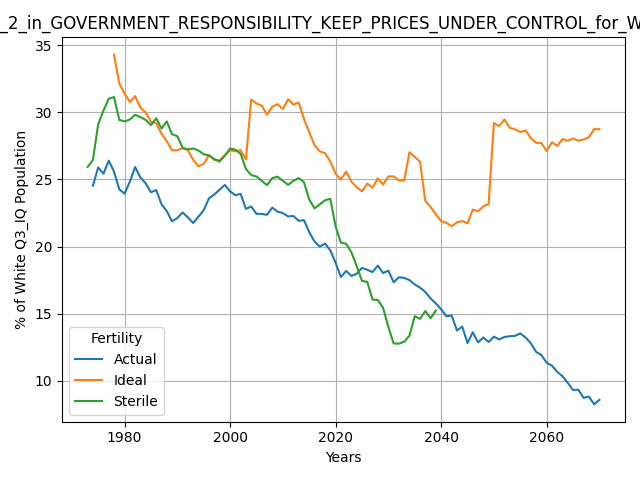 _2_in_GOVERNMENT_RESPONSIBILITY_KEEP_PRICES_UNDER_CONTROL_for_W
35
30
25
20
15
10
% of White Q3_IQ Population
Fertility
Actual
Ideal
Sterile
1980
2000
2020
2040
2060
Years